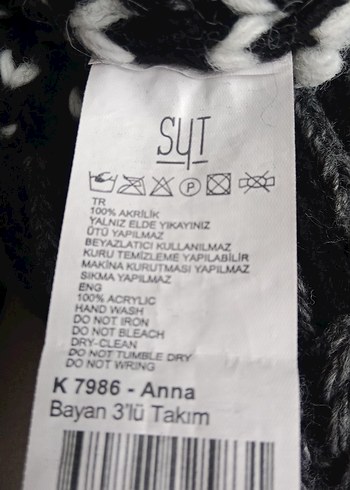 SyT
P
TR
100% AKRİLİK
YALNIZ ELDE YIKAYINIZ
ÜTÜ YAPILMAZ
BEYAZLATICI KULLANILMAZ
KURU TEMİZLEME YAPILABİLİR
MAKİNA KURUTMASI YAPILMAZ
SIKMA YAPILMAZ
ENG
100% ACRYLIC
HAND WASH
DO NOT IRON
DO NOT BLEACH
DRY-CLEAN
DO NOT TUMBLE DRY
DO NOT WRING
K 7986 - Anna
Bayan 3'lü Takım